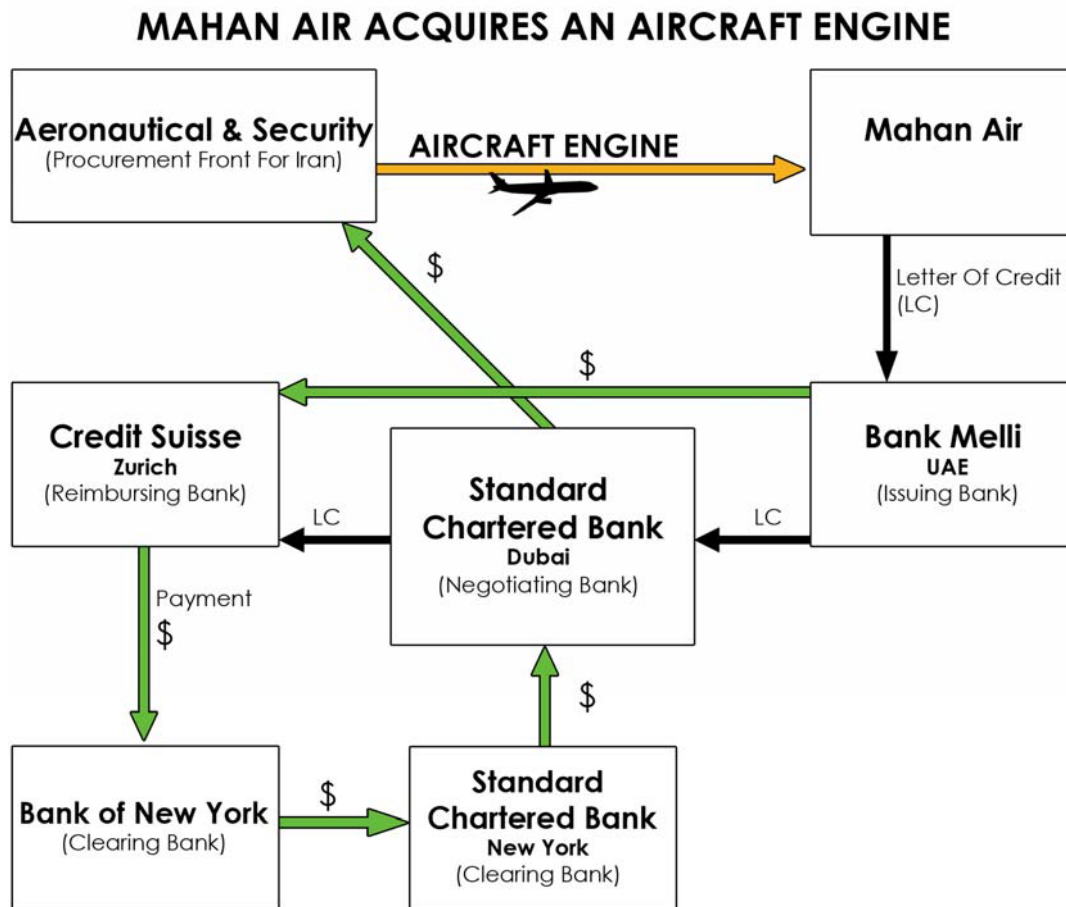 MAHAN AIR ACQUIRES AN AIRCRAFT ENGINE
Aeronautical & Security
(Procurement Front For Iran)
AIRCRAFT ENGINE
Mahan Air
$
Letter Of Credit
(LC)
$
Credit Suisse
Zurich
(Reimbursing Bank)
LC
Standard
Chartered Bank
Dubai
(Negotiating Bank)
LC
Bank Melli
UAE
(Issuing Bank)
Payment
$
$
Bank of New York
(Clearing Bank)
$
Standard
Chartered Bank
New York
(Clearing Bank)